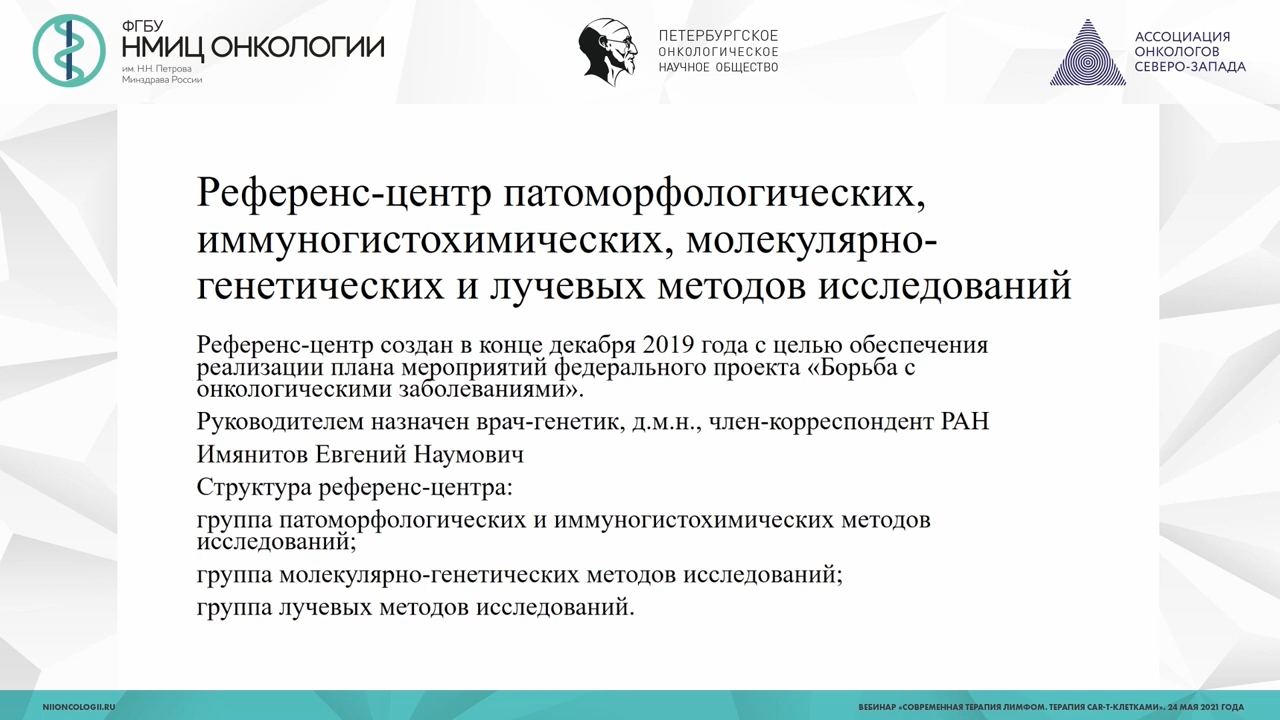 ФГБУ
НМИЦ ОНКОЛОГИИ
им. Н.Н. Петрова
Минздрава России
ПЕТЕРБУРГСКОЕ
ОНКОЛОГИЧЕСКОЕ
НАУЧНОЕ ОБЩЕСТВО
АССОЦИАЦИЯ
ОНКОЛОГОВ
СЕВЕРО-ЗАПАДА
Референс-центр патоморфологических,
иммуногистохимических, молекулярно-
генетических и лучевых методов исследований
Референс-центр создан в конце декабря 2019 года с целью обеспечения
реализации плана мероприятий федерального проекта «Борьба с
онкологическими заболеваниями».
Руководителем назначен врач-генетик, д.м.н., член-корреспондент РАН
Имянитов Евгений Наумович
Структура референс-центра:
группа патоморфологических и иммуногистохимических методов
исследований;
группа молекулярно-генетических методов исследований;
группа лучевых методов исследований.
NIIONCOLOGII.RU
ВЕБИНАР «СОВРЕМЕННАЯ ТЕРАПИЯ ЛИМФОМ. ТЕРАПИЯ CAR-T-КЛЕТКАМИ». 24 МАЯ 2021 ГОДА